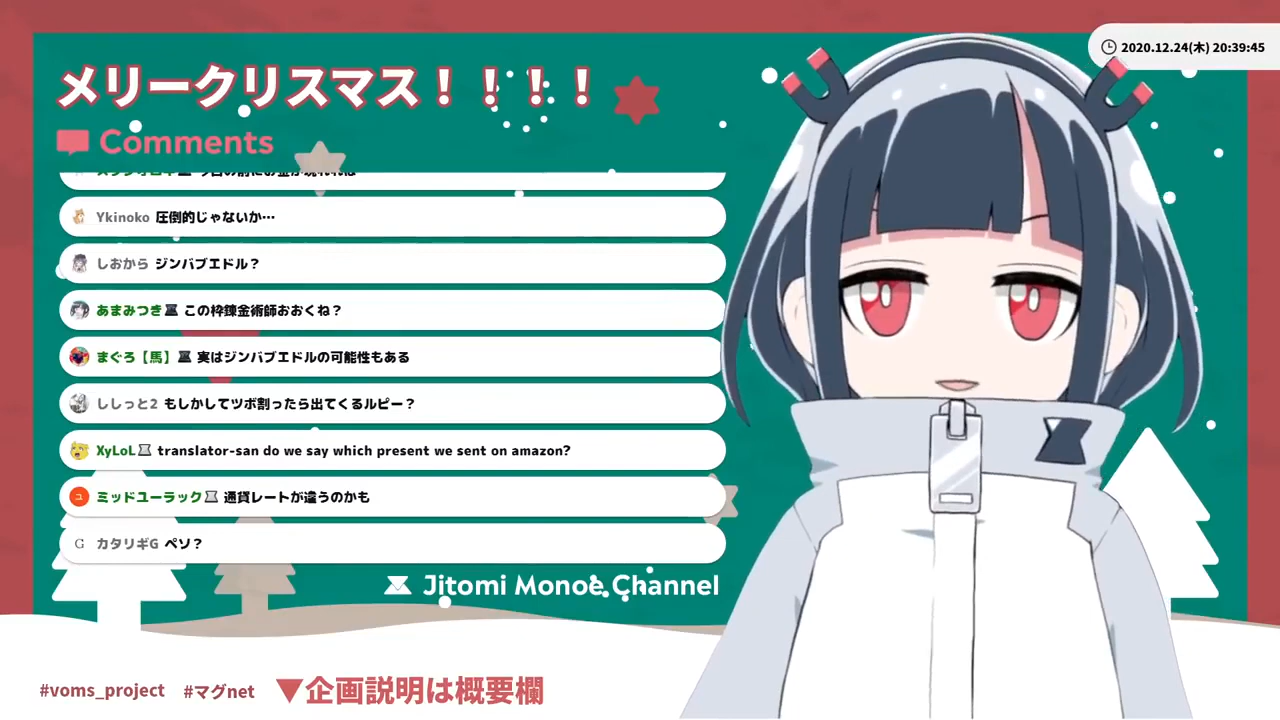 2020.12.24(木) 20:39:45
メリークリスマス！！！！
Comments
Ykinoko 圧倒的じゃないか…
しおから ジンバブエドル？
あまみつき この枠錬金術師おおくね？
まぐろ【馬】 実はジンバブエドルの可能性もある
ししっと2 もしかしてツボ割ったら出てくるルピー？
XyLoL translator-san do we say which present we sent on amazon?
ユ ミッドユーラック 通貨レートが違うのかも
G カタリギG ペソ？
Jitomi Monoe Channel
#voms_project #マグnet ▼企画説明は概要欄